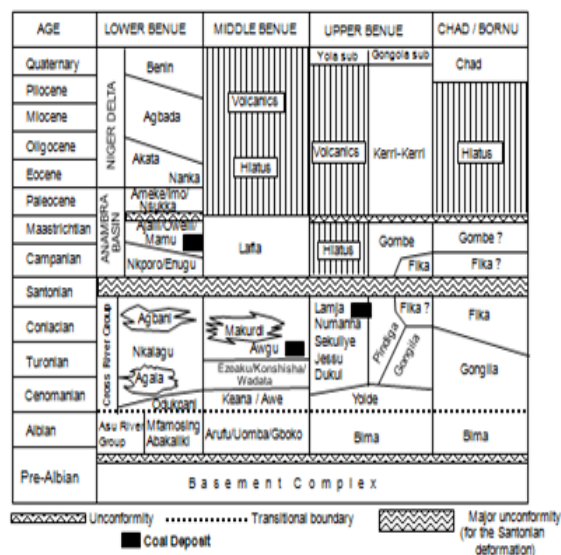 AGE LOWER BENUE MIDDLE BENUE UPPER BENUE CHAD / BORNU
Yola sub Gongola sub
Quaternary Benin Chad
Pliocene
Volcanics
Miocene Agbada
NIGER DELTA
Oligocene Volcanics Kerri-Kerri Hiatus
Akata
Eocene Hiatus
Nanka
Paleocene Ameke/Imo/
Nsukka
Maastrichtian Ajalli/Owelli/
Mamu
ANAMBRA
BASIN
Lafia Hiatus Gombe Gombe ?
Campanian Nkporo/Enugu Fika Fika ?
Santonian
Cross River Group
Agbani Lamja Fika ? Fika
Coniacian Makurdi Numanha
Nkalagu Awgu Sekuliye
Turonian Jessu
Ezeaku/Konshisha/
Wadata
Dukul
Pindiga
Gongila
Gongila
Agala
Cenomanian Odukpani Keana / Awe Yolde
Albian Asu River
Group
Mfamosing
Abakaliki
Arufu/Uomba/Gboko Bima Bima
Pre-Albian Basement Complex
Unconformity Transitional boundary Major unconformity
(for the Santonian
deformation)
Coal Deposit